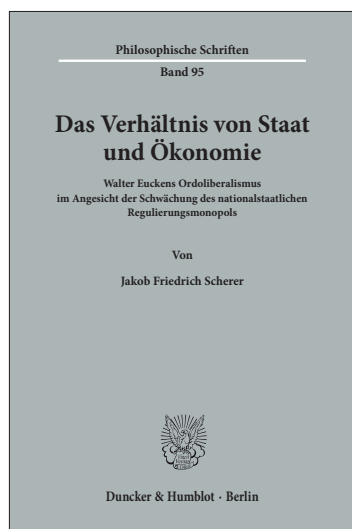 Philosophische Schriften
Band 95
Das Verhältnis von Staat
und Ökonomie
Walter Euckens Ordoliberalismus
im Angesicht der Schwächung des nationalstaatlichen
Regulierungsmonopols
Von
Jakob Friedrich Scherer
Duncker & Humblot · Berlin